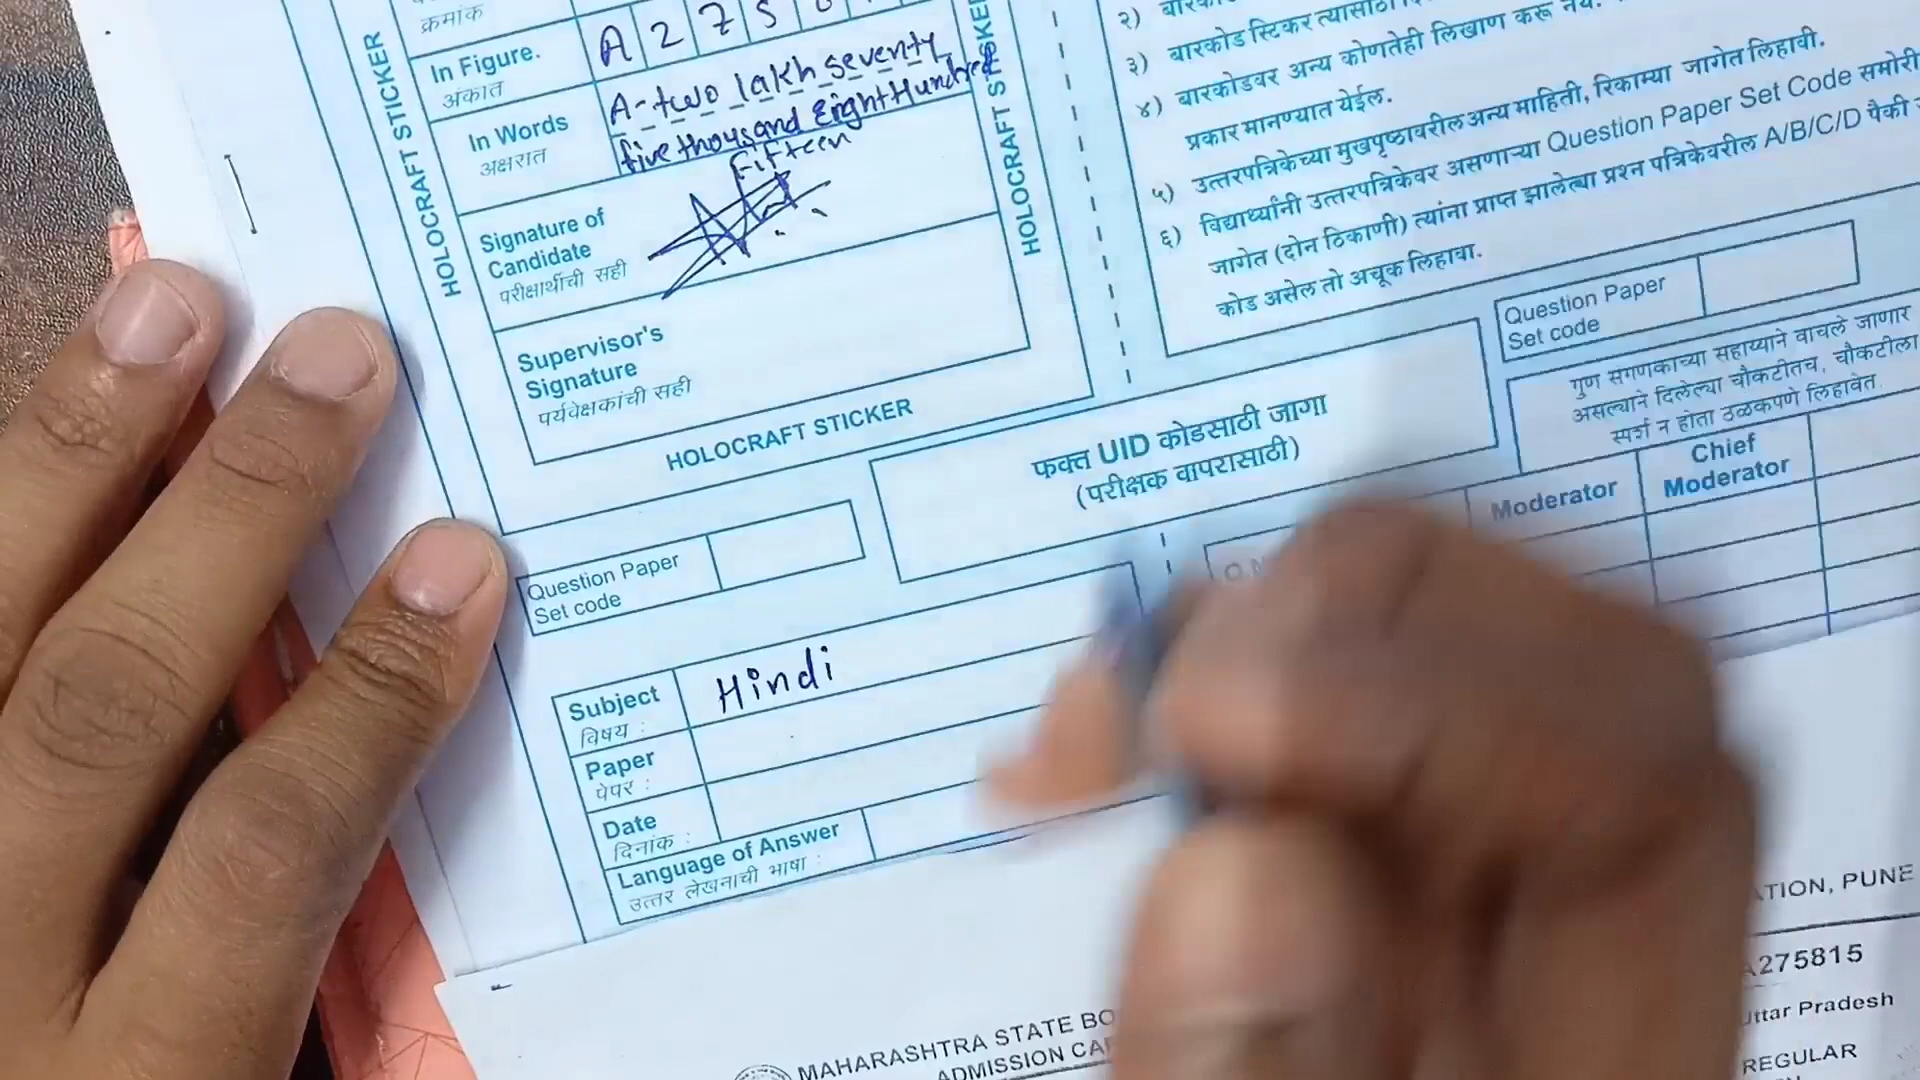 क्रमांक
HOLOCRAFT STICKER
In Figure.
अंकात
A 2 7 5
In Words
अक्षरात
A-two lakh seventy
five thousand Eight Hundred
Fifteen
Signature of
Candidate
परीक्षार्थीची सही
Supervisor's
Signature
पर्यवेक्षकांची सही
HOLOCRAFT STICKER
HOLOCRAFT STICKER
२)
३) बारकोड स्टिकर त्यासाठी
४) बारकोडवर अन्य कोणतेही लिखाण करू नये.
प्रकार मानण्यात येईल.
५) उत्तरपत्रिकेच्या मुखपृष्ठावरील अन्य माहिती, रिकाम्या जागेत लिहावी.
६) विद्यार्थ्यांनी उत्तरपत्रिकेवर असणाऱ्या Question Paper Set Code समोरी
जागेत (दोन ठिकाणी) त्यांना प्राप्त झालेल्या प्रश्न पत्रिकेवरील A/B/C/D पैकी
कोड असेल तो अचूक लिहावा.
Question Paper
Set code
गुण संगणकाच्या सहाय्याने वाचले जाणार
असल्याने दिलेल्या चौकटीतच, चौकटीला
स्पर्श न होता ठळकपणे लिहावेत.
Moderator
Chief
Moderator
फक्त UID कोडसाठी जागा
(परीक्षक वापरासाठी)
Question Paper
Set code
Subject
विषय :
Hindi
Paper
पेपर :
Date
दिनांक :
Language of Answer
उत्तर लेखनाची भाषा :
ATION, PUNE
A275815
Uttar Pradesh
REGULAR
MAHARASHTRA STATE BO
ADMISSION CA